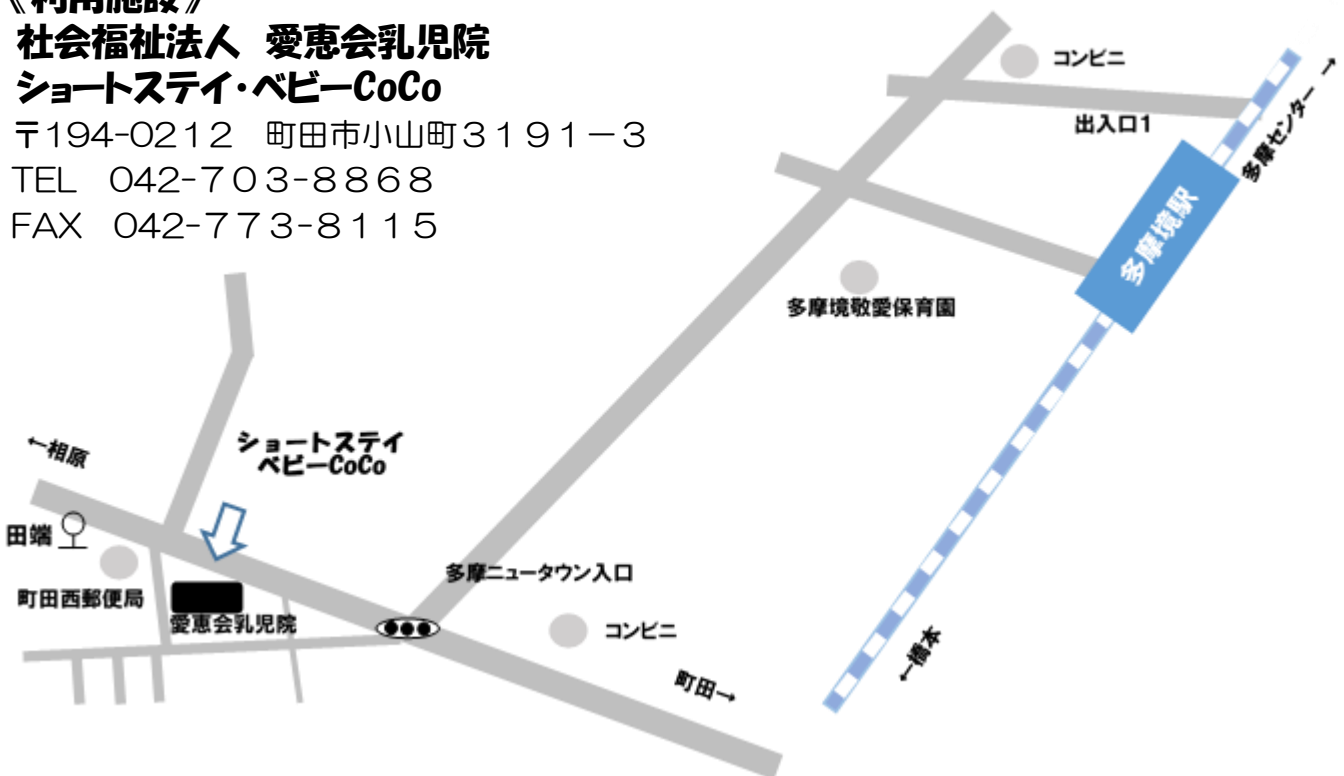 《利用施設》
社会福祉法人　愛恵会乳児院
ショートステイ・ベビーCoCo
〒194-0212　町田市小山町３１９１－３
TEL　042-７０３-８８６８
FAX　042-７７３-８１１５
コンビニ
出入口1
多摩センター →
多摩境駅
多摩境敬愛保育園
←相原
ショートステイ
ベビーCoCo
田端
町田西郵便局
愛恵会乳児院
多摩ニュータウン入口
コンビニ
町田→
←橋本